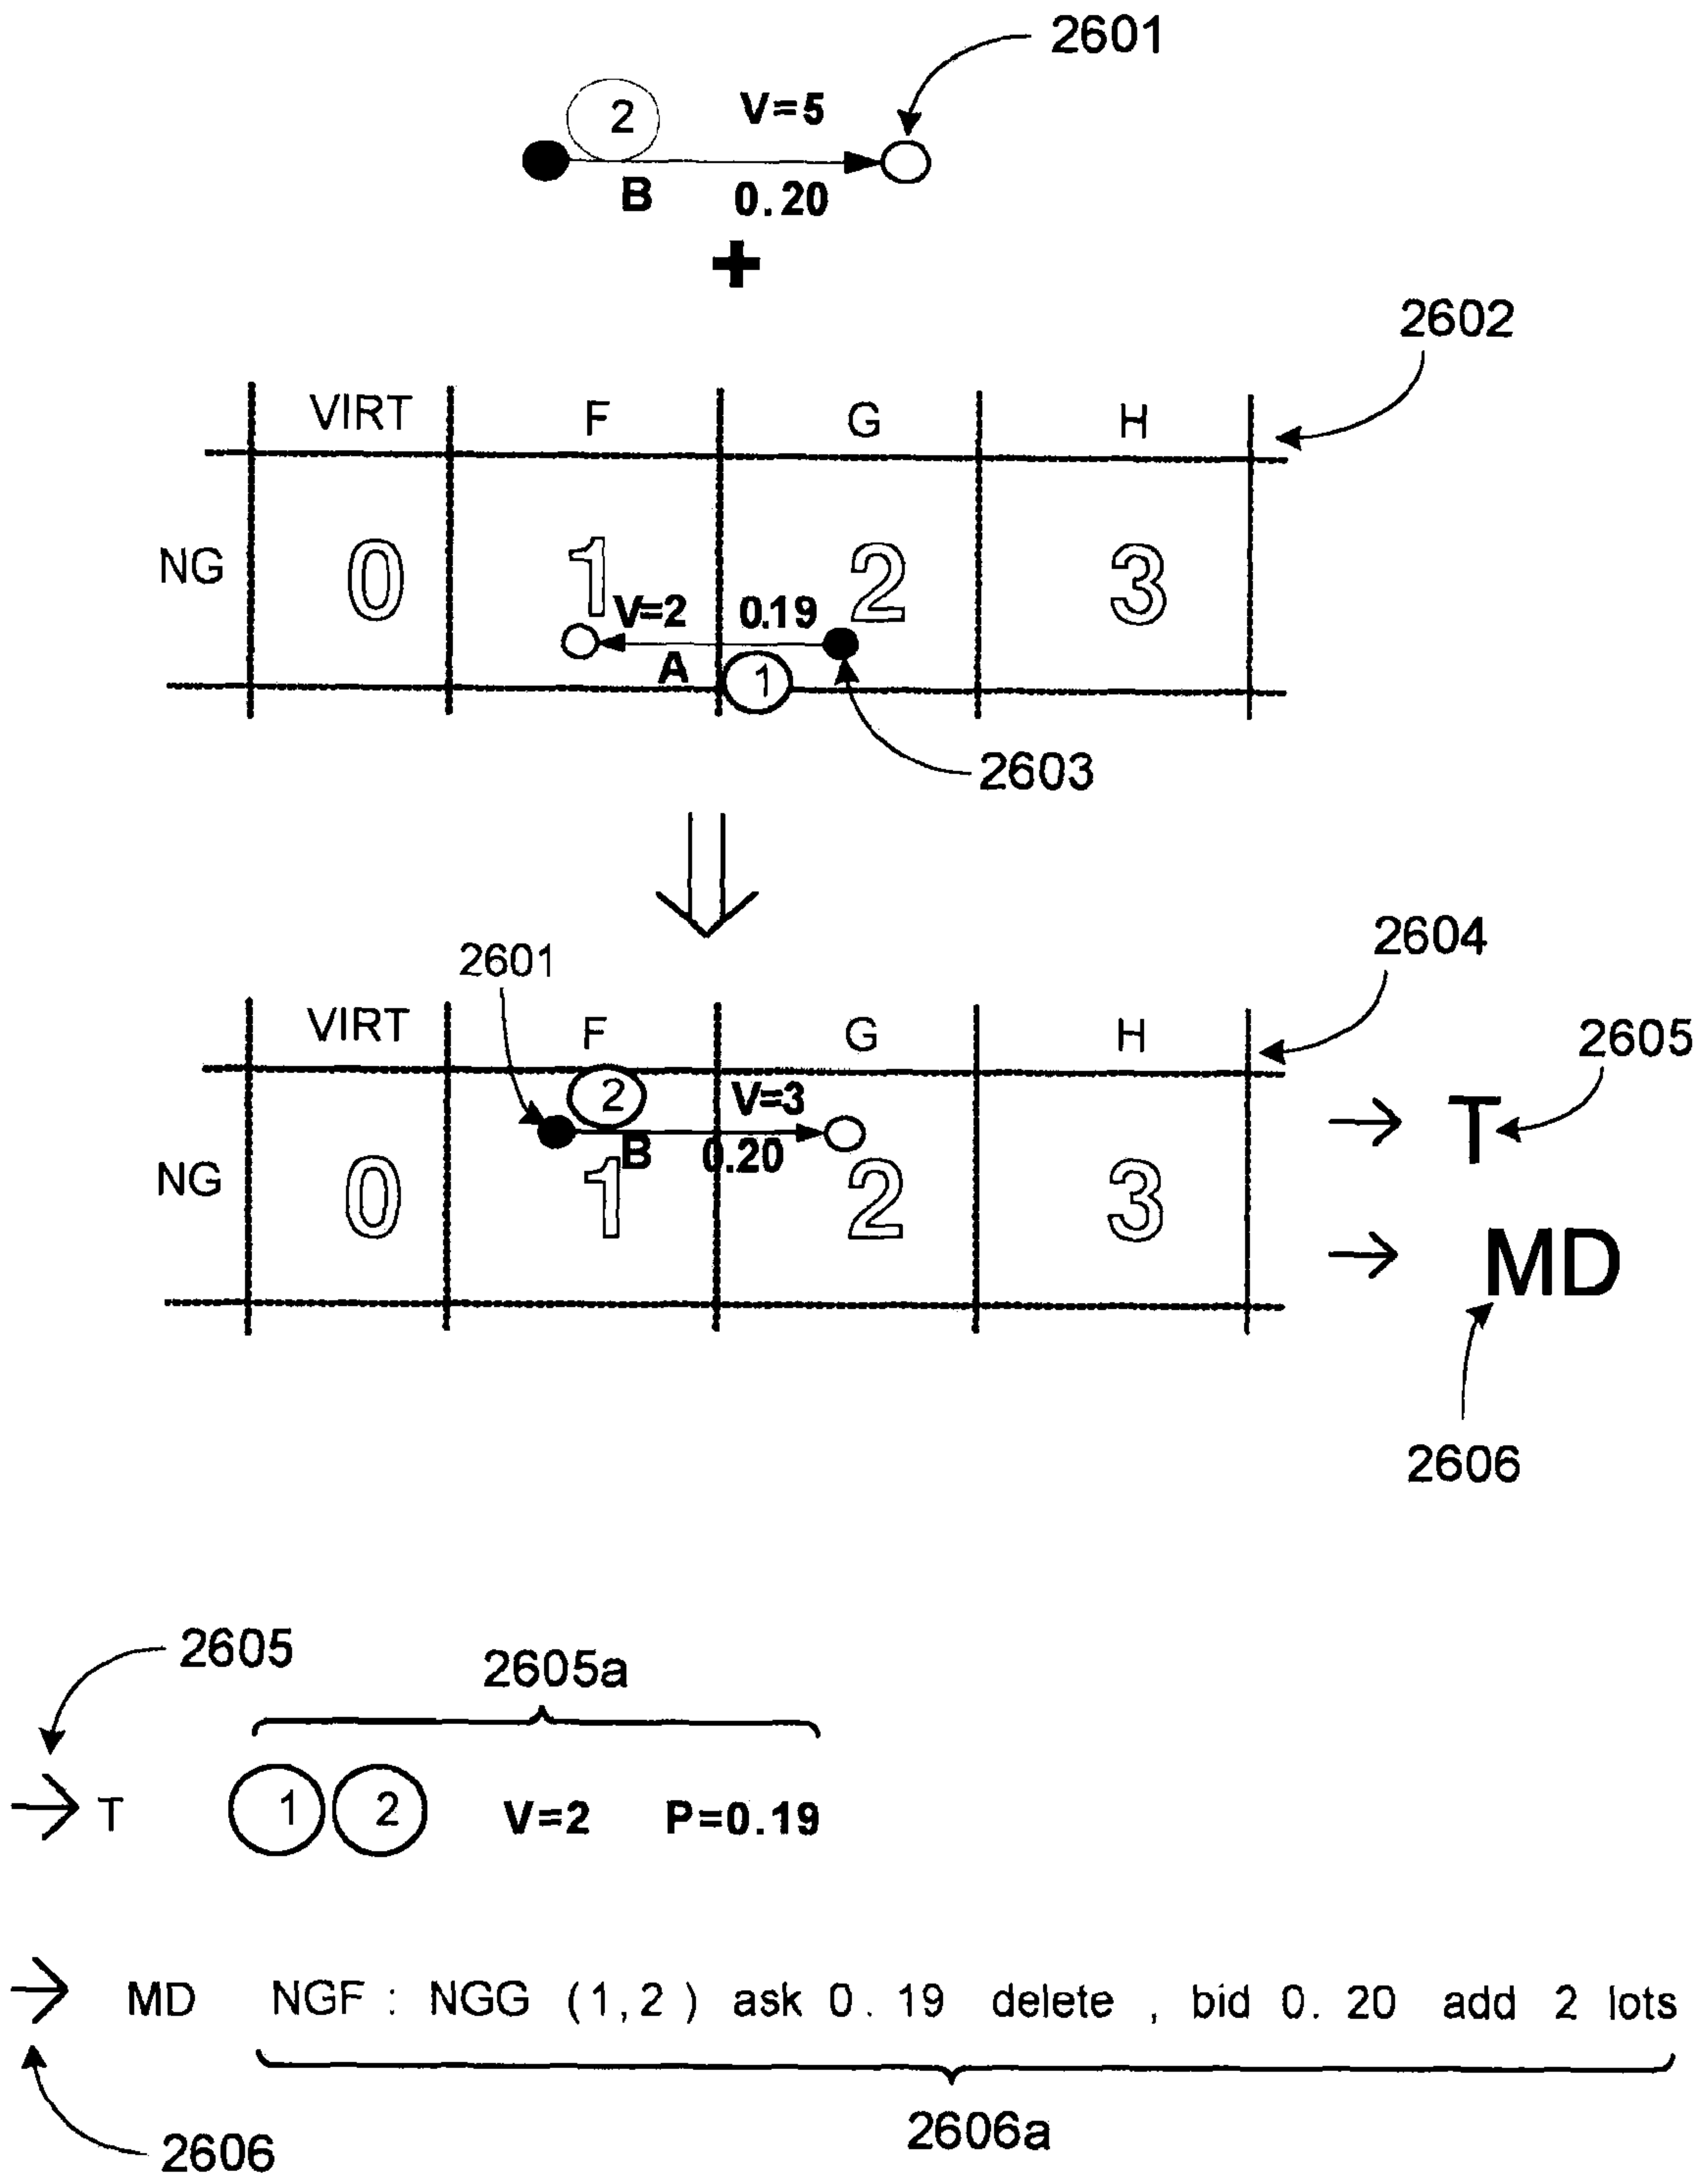 2601
2 V=5
B 0.20
+
2602
VIRT F G H
NG 0 1 2 3
V=2 0.19
A 1
2603
2604
2601
2605
VIRT F G H
2 V=3
T
B 0.20
NG 0 1 2 3
MD
2606
2605
2605a
T 1 2 V=2 P=0.19
MD NGF : NGG (1,2) ask 0.19 delete , bid 0.20 add 2 lots
2606a
2606